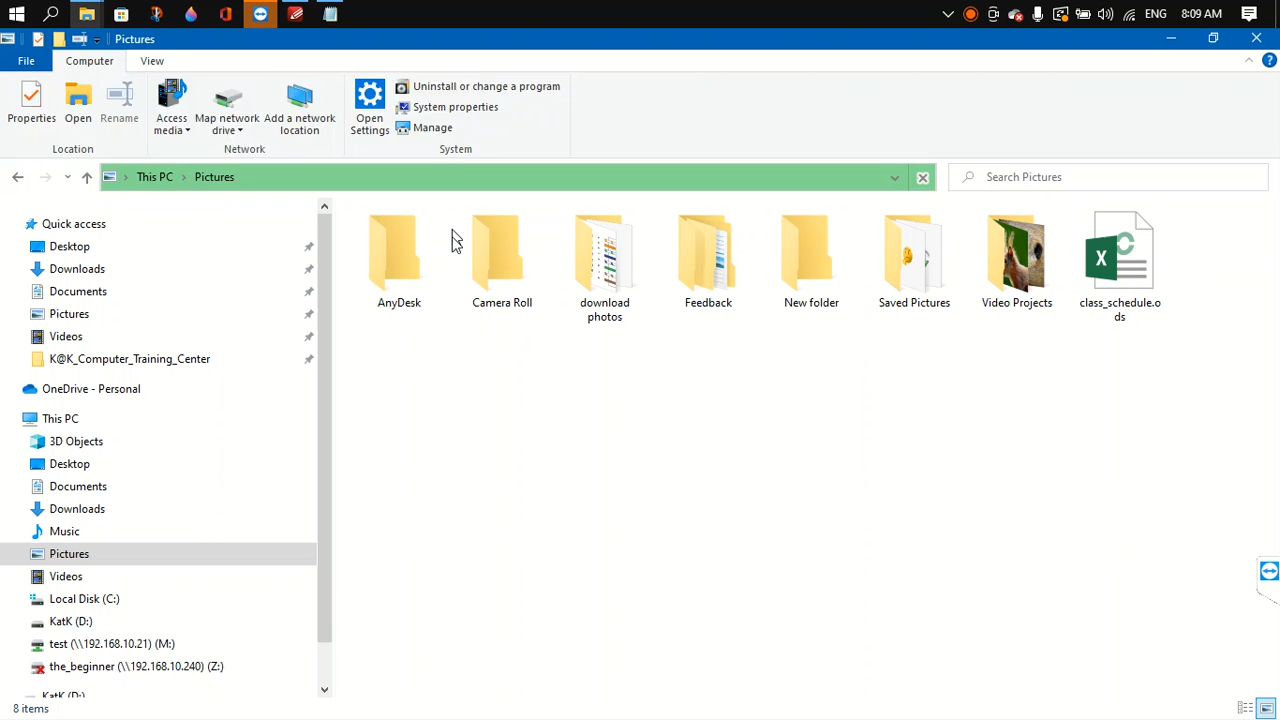 ENG 8:09 AM
Pictures
File Computer View
Properties Open Rename Access media Map network drive Add a network location Open Settings
Uninstall or change a program
System properties
Manage
Location Network System
This PC Pictures Search Pictures
Quick access
Desktop
Downloads
Documents
Pictures
Videos
K@K_Computer_Training_Center
OneDrive - Personal
This PC
3D Objects
Desktop
Documents
Downloads
Music
Pictures
Videos
Local Disk (C:)
KatK (D:)
test (\\192.168.10.21) (M:)
the_beginner (\\192.168.10.240) (Z:)
KatK (D:)
AnyDesk
Camera Roll
download
photos
Feedback
New folder
Saved Pictures
Video Projects
class_schedule.o
ds
8 items